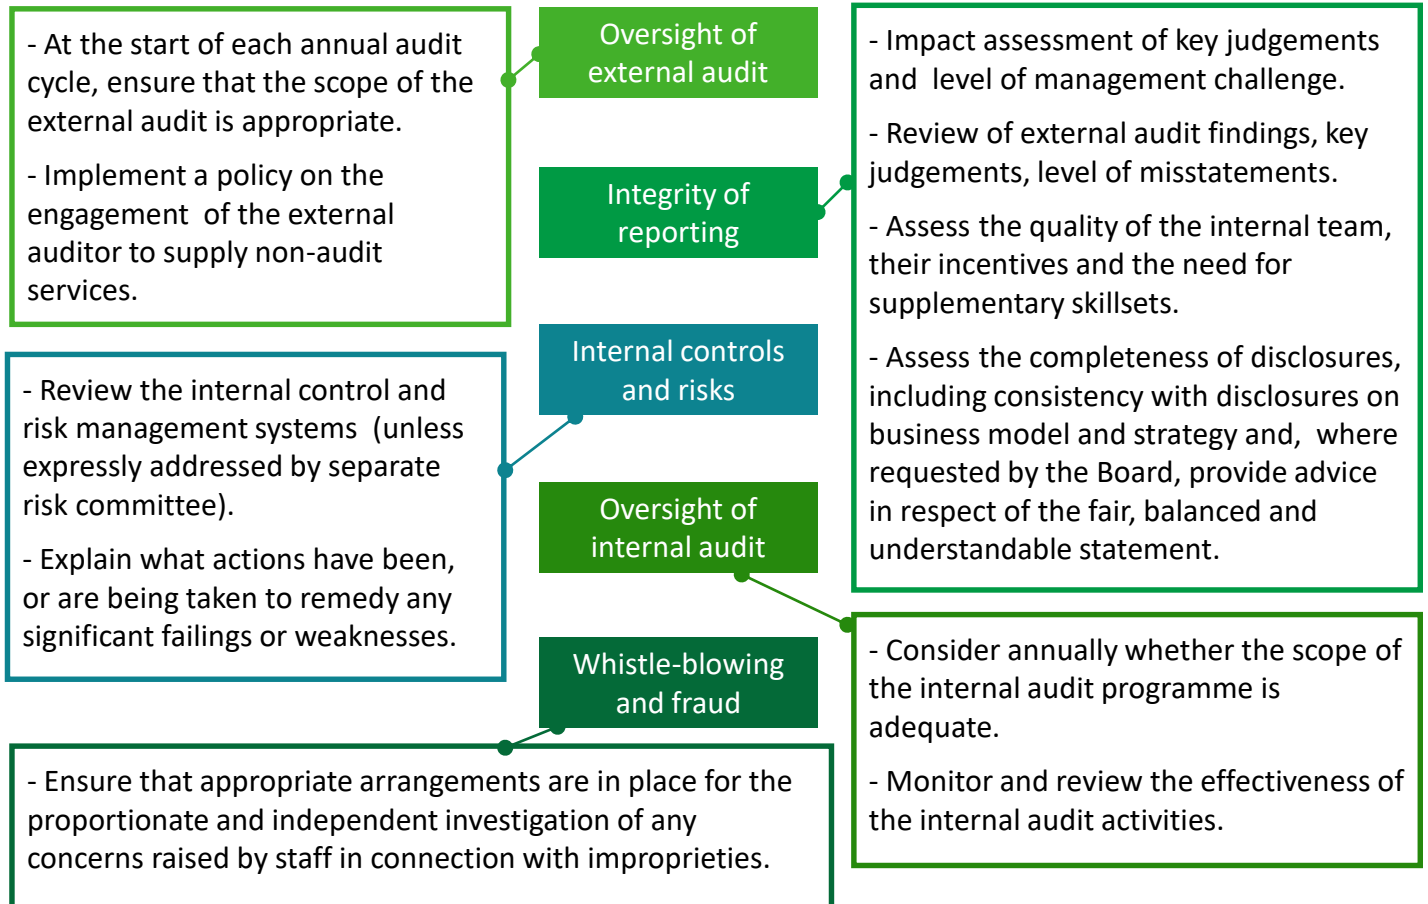 Oversight of
external audit
- At the start of each annual audit
cycle, ensure that the scope of the
external audit is appropriate.
- Implement a policy on the
engagement of the external
auditor to supply non-audit
services.
Integrity of
reporting
- Impact assessment of key judgements
and level of management challenge.
- Review of external audit findings, key
judgements, level of misstatements.
- Assess the quality of the internal team,
their incentives and the need for
supplementary skillsets.
- Assess the completeness of disclosures,
including consistency with disclosures on
business model and strategy and, where
requested by the Board, provide advice
in respect of the fair, balanced and
understandable statement.
Internal controls
and risks
- Review the internal control and
risk management systems (unless
expressly addressed by separate
risk committee).
- Explain what actions have been,
or are being taken to remedy any
significant failings or weaknesses.
Oversight of
internal audit
- Consider annually whether the scope of
the internal audit programme is
adequate.
- Monitor and review the effectiveness of
the internal audit activities.
Whistle-blowing
and fraud
- Ensure that appropriate arrangements are in place for the
proportionate and independent investigation of any
concerns raised by staff in connection with improprieties.